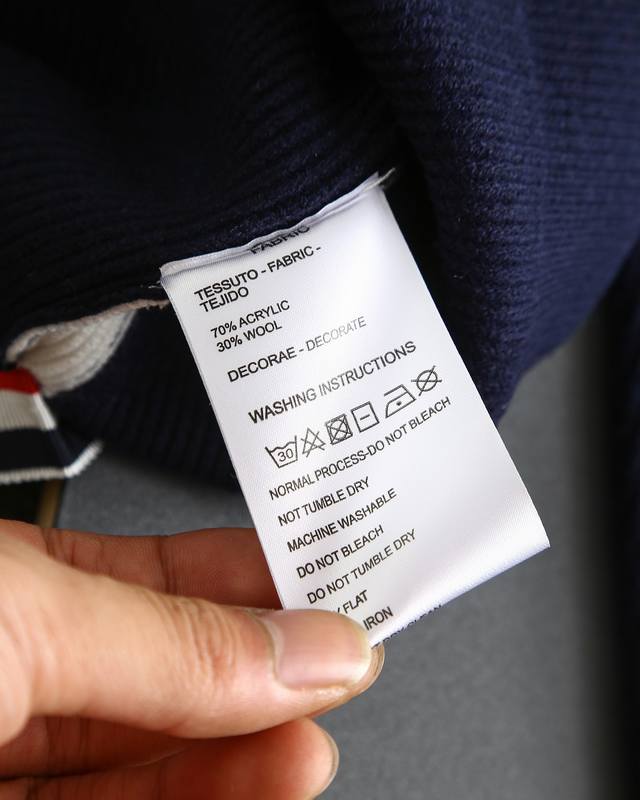 FABRIC
TESSUTO - FABRIC -
TEJIDO
70% ACRYLIC
30% WOOL
DECORAE - DECORATE
WASHING INSTRUCTIONS
30
NORMAL PROCESS-DO NOT BLEACH
NOT TUMBLE DRY
MACHINE WASHABLE
DO NOT BLEACH
DO NOT TUMBLE DRY
FLAT
IRON